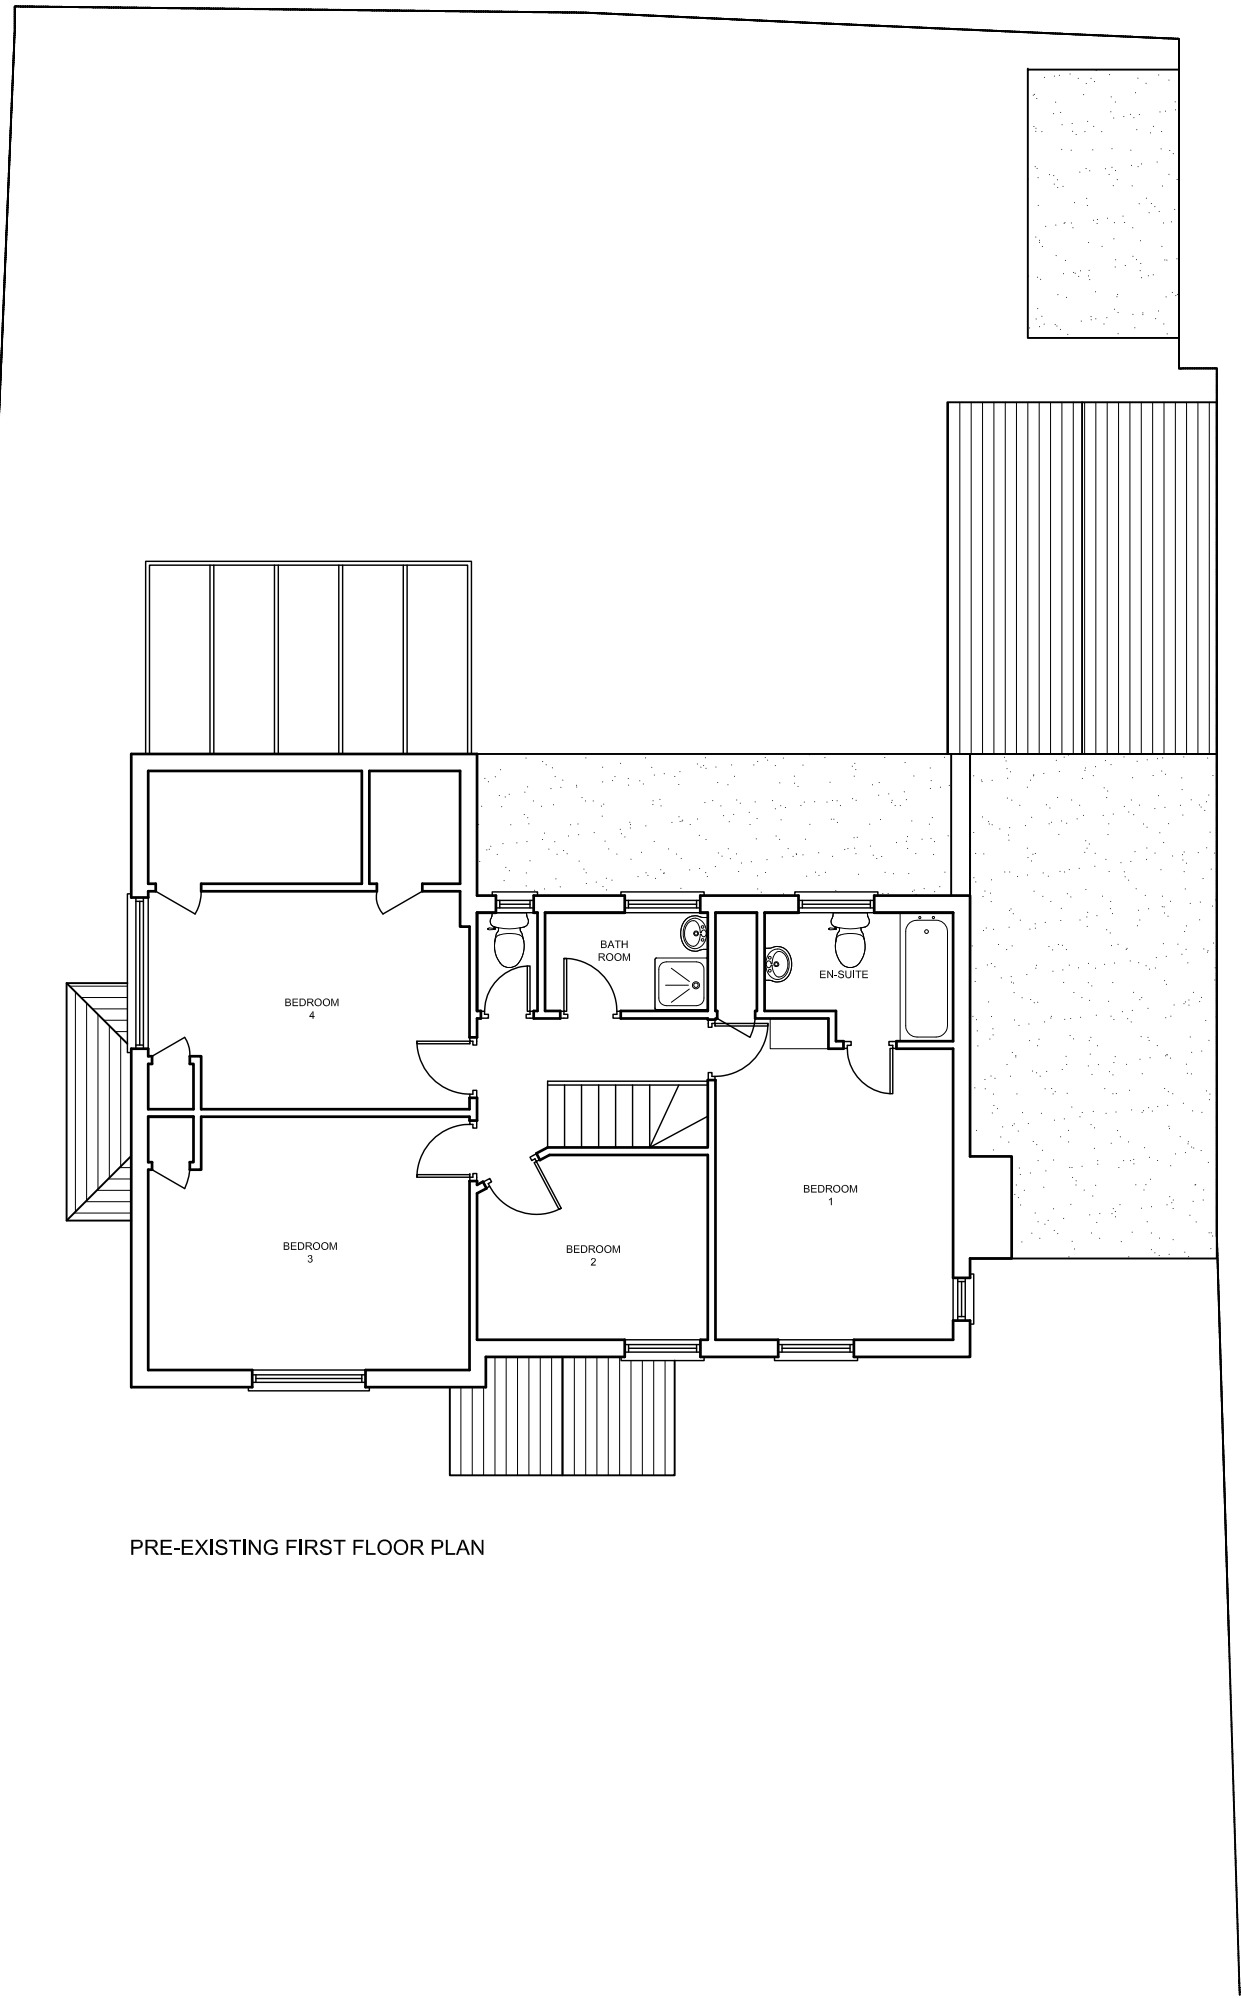 BATH
ROOM
EN-SUITE
BEDROOM
4
BEDROOM
1
BEDROOM
3
BEDROOM
2
PRE-EXISTING FIRST FLOOR PLAN